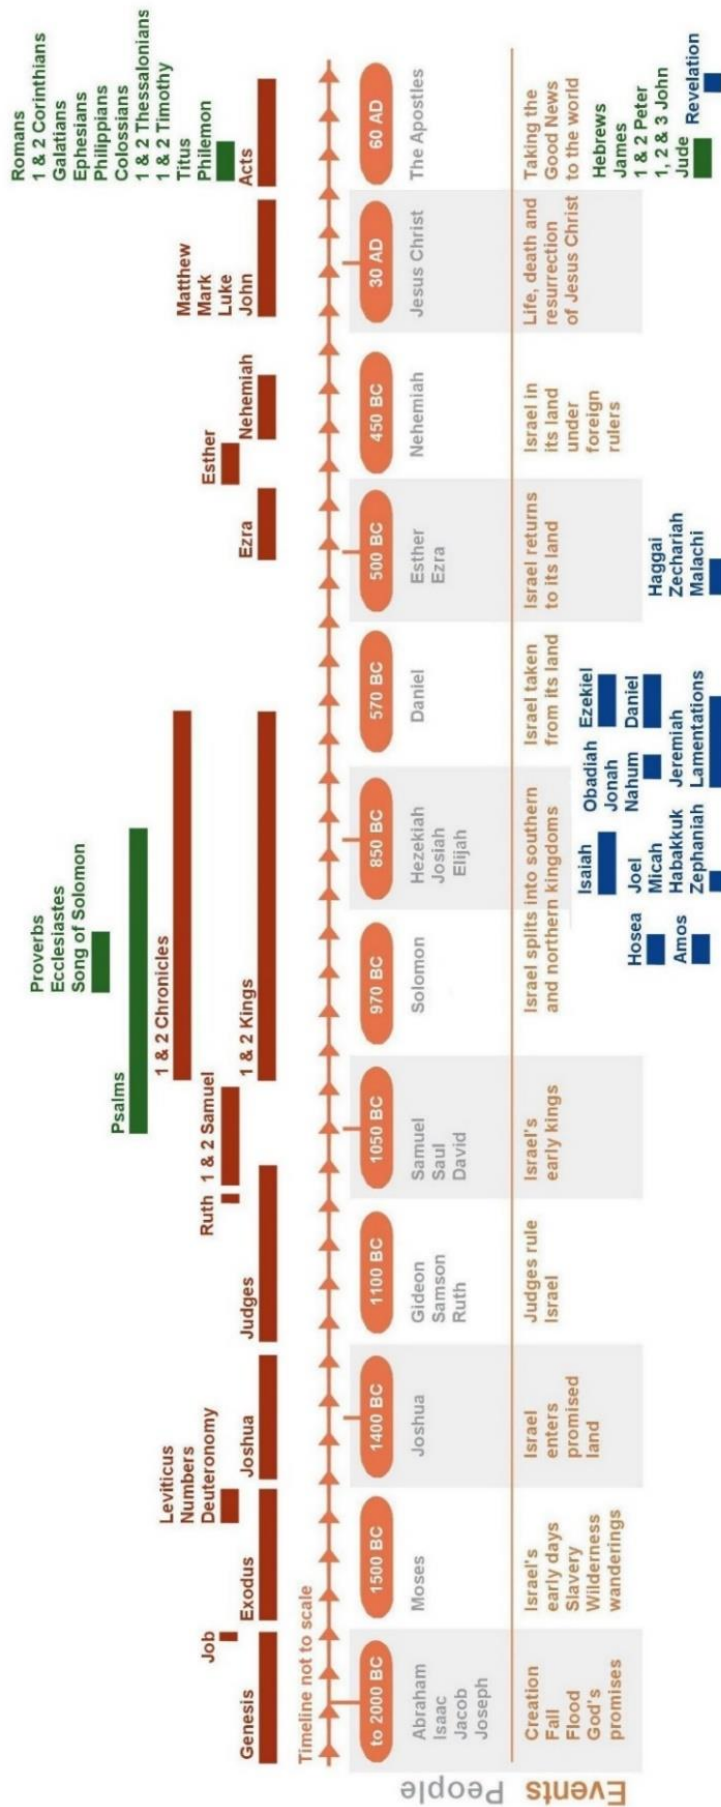 Proverbs
Ecclesiastes
Song of Solomon
Psalms
1 & 2 Chronicles
Romans
1 & 2 Corinthians
Galatians
Ephesians
Philippians
Colossians
1 & 2 Thessalonians
1 & 2 Timothy
Titus
Philemon
Job
Leviticus
Numbers
Deuteronomy
Ruth
1 & 2 Samuel
Esther
Matthew
Mark
Luke
John
Genesis
Exodus
Joshua
Judges
1 & 2 Kings
Ezra
Nehemiah
Acts
Timeline not to scale
to 2000 BC
1500 BC
1400 BC
1100 BC
1050 BC
970 BC
850 BC
570 BC
500 BC
450 BC
30 AD
60 AD
People
Abraham
Isaac
Jacob
Joseph
Moses
Joshua
Gideon
Samson
Ruth
Samuel
Saul
David
Solomon
Hezekiah
Josiah
Elijah
Daniel
Esther
Ezra
Nehemiah
Jesus Christ
The Apostles
Events
Creation
Fall
Flood
God's
promises
Israel's
early days
Slavery
Wilderness
wanderings
Israel
enters
promised
land
Judges rule
Israel
Israel's
early kings
Israel splits into southern
and northern kingdoms
Israel taken
from its land
Israel returns
to its land
Israel in
its land
under
foreign
rulers
Life, death and
resurrection
of Jesus Christ
Taking the
Good News
to the world
Hosea
Amos
Isaiah
Joel
Micah
Habakkuk
Zephaniah
Obadiah
Jonah
Nahum
Jeremiah
Lamentations
Ezekiel
Daniel
Haggai
Zechariah
Malachi
Hebrews
James
1 & 2 Peter
1, 2 & 3 John
Jude
Revelation